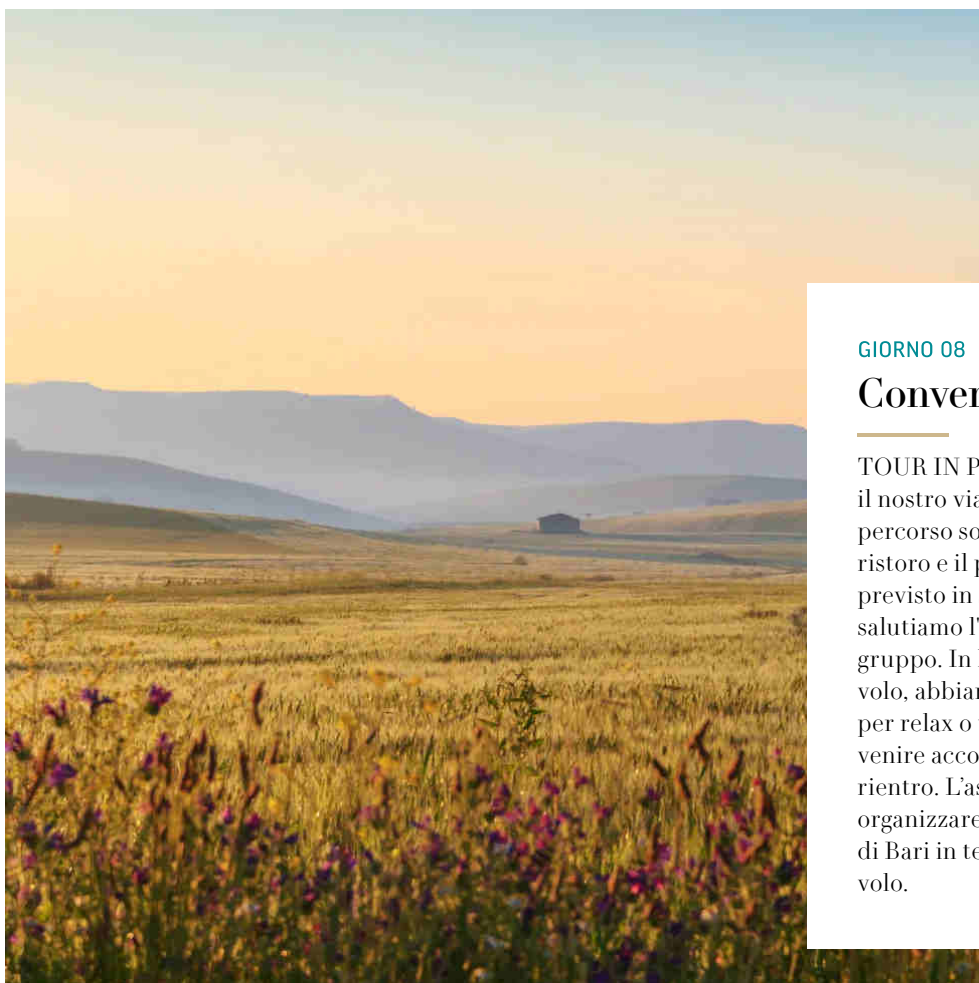 GIORNO 08
Conver
TOUR IN P
il nostro via
percorso so
ristoro e il p
previsto in
salutiamo l'
gruppo. In
volo, abbiar
per relax o
venire acco
rientro. L'as
organizzare
di Bari in te
volo.